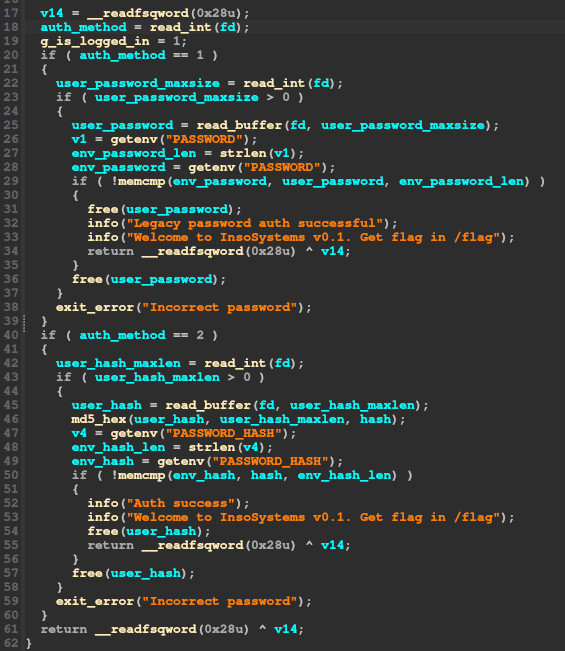 17 v14 = __readfsqword(0x28u);
18 auth_method = read_int(fd);
19 g_is_logged_in = 1;
20 if ( auth_method == 1 )
21 {
22 user_password_maxsize = read_int(fd);
23 if ( user_password_maxsize > 0 )
24 {
25 user_password = read_buffer(fd, user_password_maxsize);
26 v1 = getenv("PASSWORD");
27 env_password_len = strlen(v1);
28 env_password = getenv("PASSWORD");
29 if ( !memcmp(env_password, user_password, env_password_len) )
30 {
31 free(user_password);
32 info("Legacy password auth successful");
33 info("Welcome to InsoSystems v0.1. Get flag in /flag");
34 return __readfsqword(0x28u) ^ v14;
35 }
36 free(user_password);
37 }
38 exit_error("Incorrect password");
39 }
40 if ( auth_method == 2 )
41 {
42 user_hash_maxlen = read_int(fd);
43 if ( user_hash_maxlen > 0 )
44 {
45 user_hash = read_buffer(fd, user_hash_maxlen);
46 md5_hex(user_hash, user_hash_maxlen, hash);
47 v4 = getenv("PASSWORD_HASH");
48 env_hash_len = strlen(v4);
49 env_hash = getenv("PASSWORD_HASH");
50 if ( !memcmp(env_hash, hash, env_hash_len) )
51 {
52 info("Auth success");
53 info("Welcome to InsoSystems v0.1. Get flag in /flag");
54 free(user_hash);
55 return __readfsqword(0x28u) ^ v14;
56 }
57 free(user_hash);
58 }
59 exit_error("Incorrect password");
60 }
61 return __readfsqword(0x28u) ^ v14;
62 }